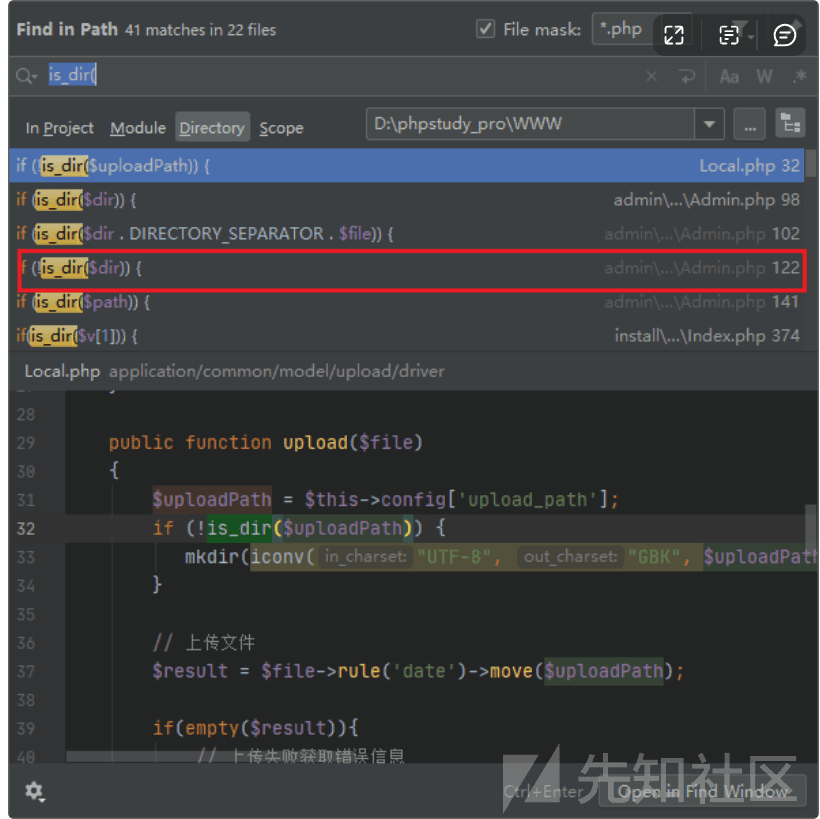 Find in Path 41 matches in 22 files File mask: *.php
is_dir( Aa W .*
In Project Module Directory Scope D:\phpstudy_pro\WWW ...
if (!is_dir($uploadPath)) { Local.php 32
if (is_dir($dir)) { admin\...\Admin.php 98
if (is_dir($dir . DIRECTORY_SEPARATOR . $file)) { admin\...\Admin.php 102
if (!is_dir($dir)) { admin\...\Admin.php 122
if (is_dir($path)) { admin\...\Admin.php 141
if(is_dir($v[1])) { install\...\Index.php 374
Local.php application/common/model/upload/driver
28
29 public function upload($file)
30 {
31 $uploadPath = $this->config['upload_path'];
32 if (!is_dir($uploadPath)) {
33 mkdir(iconv( in_charset: "UTF-8", out_charset: "GBK", $uploadPath
34 }
35
36 // 上传文件
37 $result = $file->rule('date')->move($uploadPath);
38
39 if(empty($result)){
40 // 上传失败获取错误信息
先知社区
Ctrl+Enter Open in Find Window